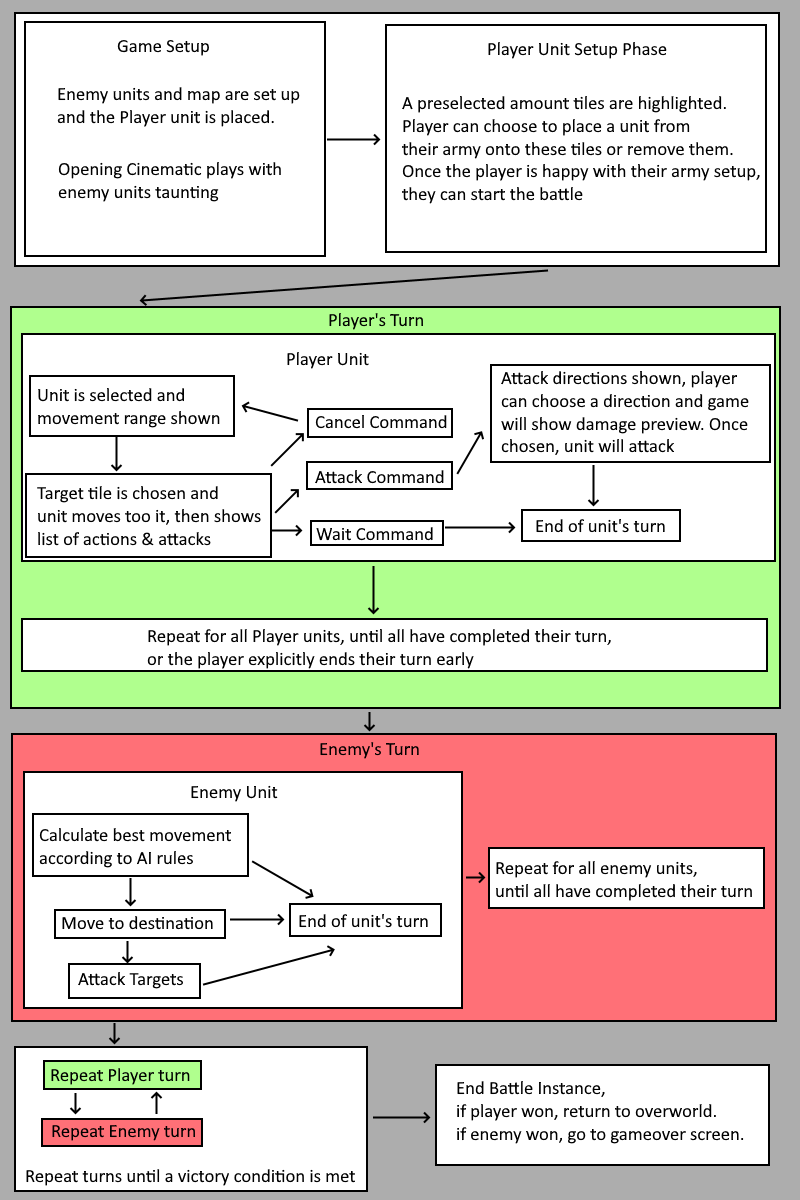 Game Setup
Enemy units and map are set up
and the Player unit is placed.
Opening Cinematic plays with
enemy units taunting
Player Unit Setup Phase
A preselected amount tiles are highlighted.
Player can choose to place a unit from
their army onto these tiles or remove them.
Once the player is happy with their army setup,
they can start the battle
Player's Turn
Player Unit
Unit is selected and
movement range shown
Target tile is chosen and
unit moves too it, then shows
list of actions & attacks
Cancel Command
Attack Command
Wait Command
Attack directions shown, player
can choose a direction and game
will show damage preview. Once
chosen, unit will attack
End of unit's turn
Repeat for all Player units, until all have completed their turn,
or the player explicitly ends their turn early
Enemy's Turn
Enemy Unit
Calculate best movement
according to AI rules
Move to destination
Attack Targets
End of unit's turn
Repeat for all enemy units,
until all have completed their turn
Repeat Player turn
Repeat Enemy turn
Repeat turns until a victory condition is met
End Battle Instance,
if player won, return to overworld.
if enemy won, go to gameover screen.